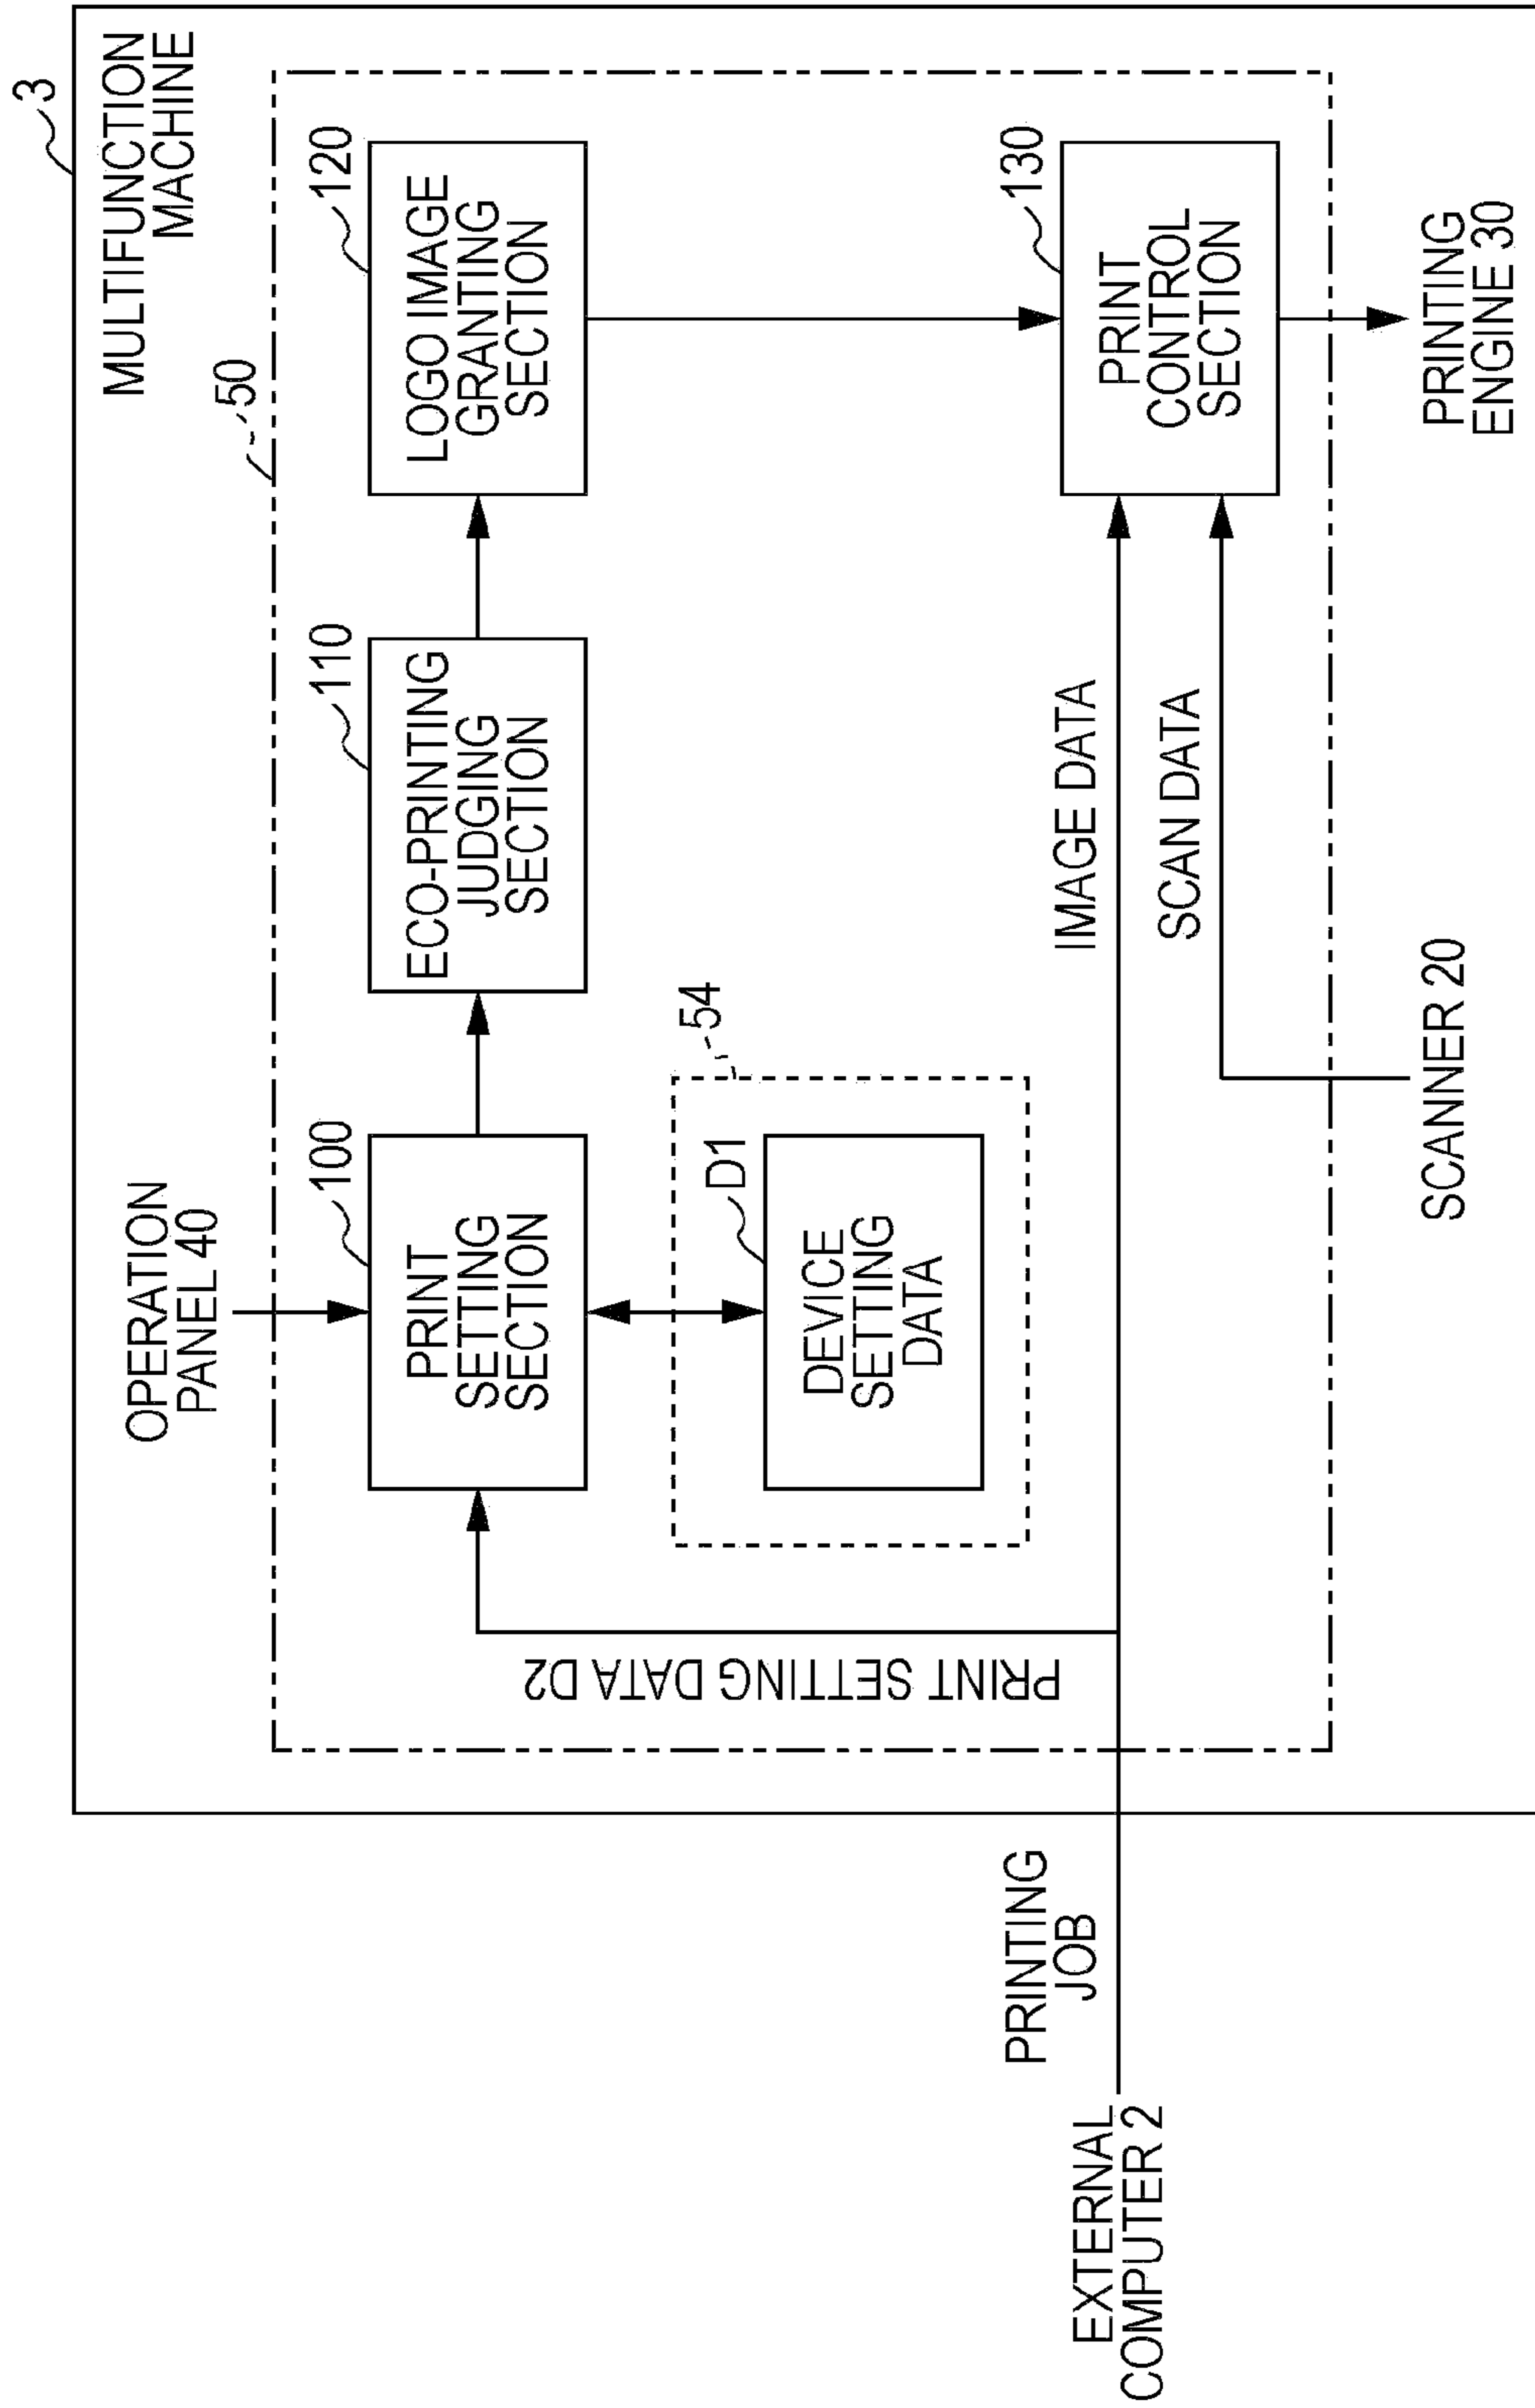 3
MULTIFUNCTION
MACHINE
50
OPERATION
PANEL 40
100
PRINT
SETTING
SECTION
110
ECO-PRINTING
JUDGING
SECTION
120
LOGO IMAGE
GRANTING
SECTION
54
D1
DEVICE
SETTING
DATA
PRINT SETTING DATA D2
130
PRINT
CONTROL
SECTION
IMAGE DATA
SCAN DATA
PRINTING
JOB
EXTERNAL
COMPUTER 2
SCANNER 20
PRINTING
ENGINE 30